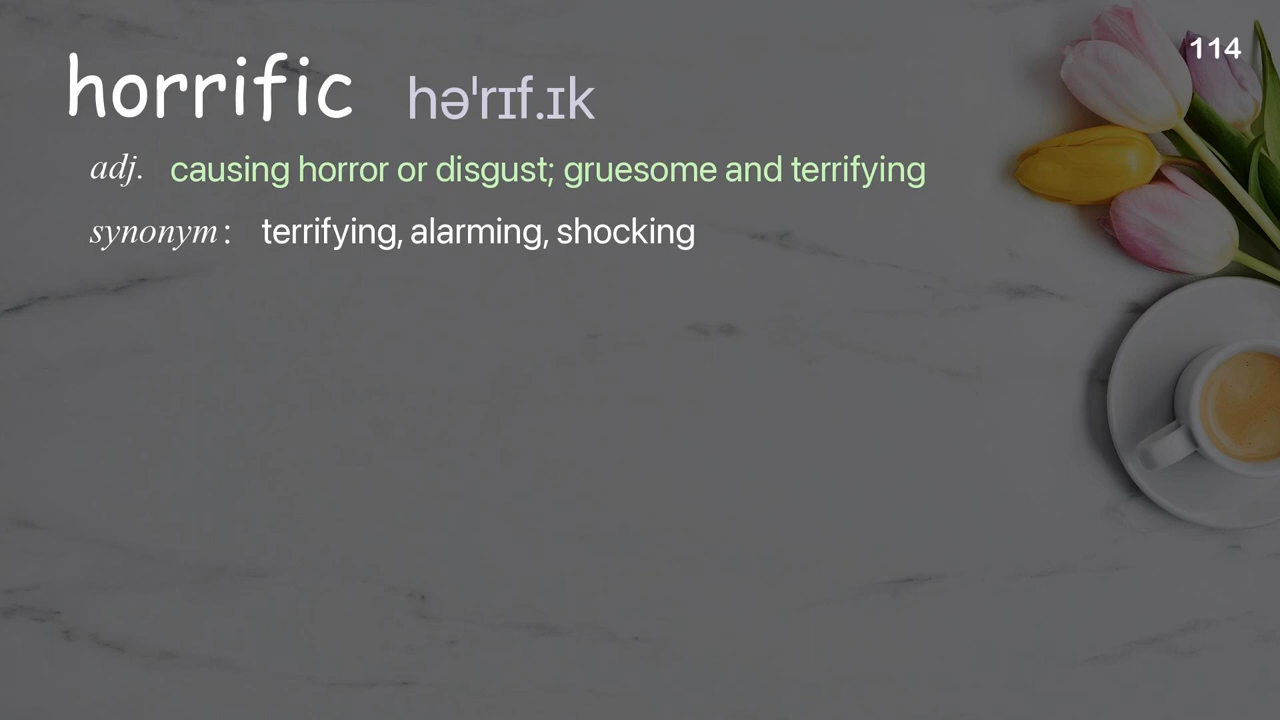 114
horrific həˈrɪf.ɪk
adj. causing horror or disgust; gruesome and terrifying
synonym: terrifying, alarming, shocking